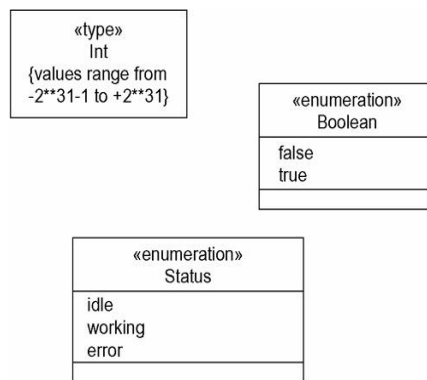 «type»
Int
{values range from
-2**31-1 to +2**31}
«enumeration»
Boolean
false
true
«enumeration»
Status
idle
working
error